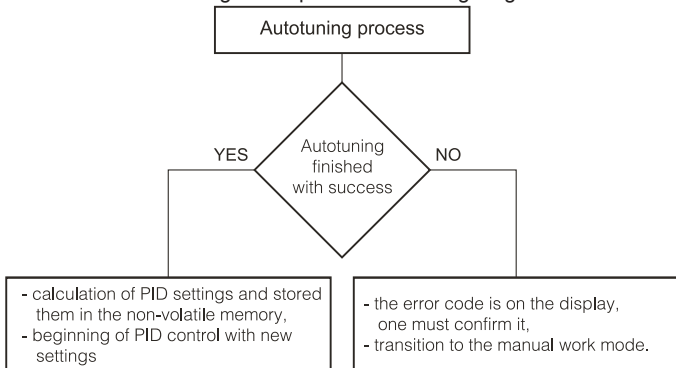 Autotuning process
YES
Autotuning
finished
with success
NO
- calculation of PID settings and stored
them in the non-volatile memory,
- beginning of PID control with new
settings
- the error code is on the display,
one must confirm it,
- transition to the manual work mode.